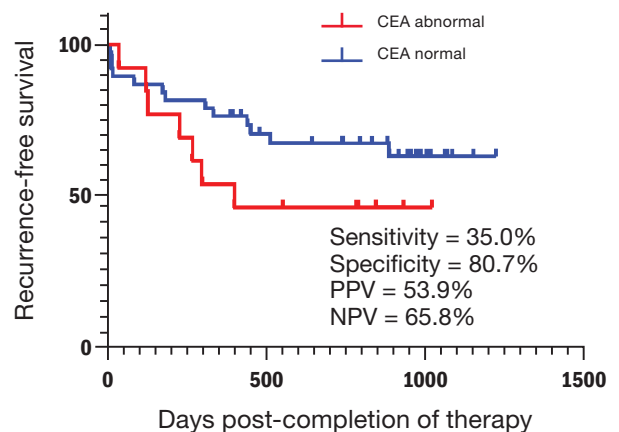 CEA abnormal
CEA normal
Recurrence-free survival
100
50
0
Sensitivity = 35.0%
Specificity = 80.7%
PPV = 53.9%
NPV = 65.8%
0 500 1000 1500
Days post-completion of therapy